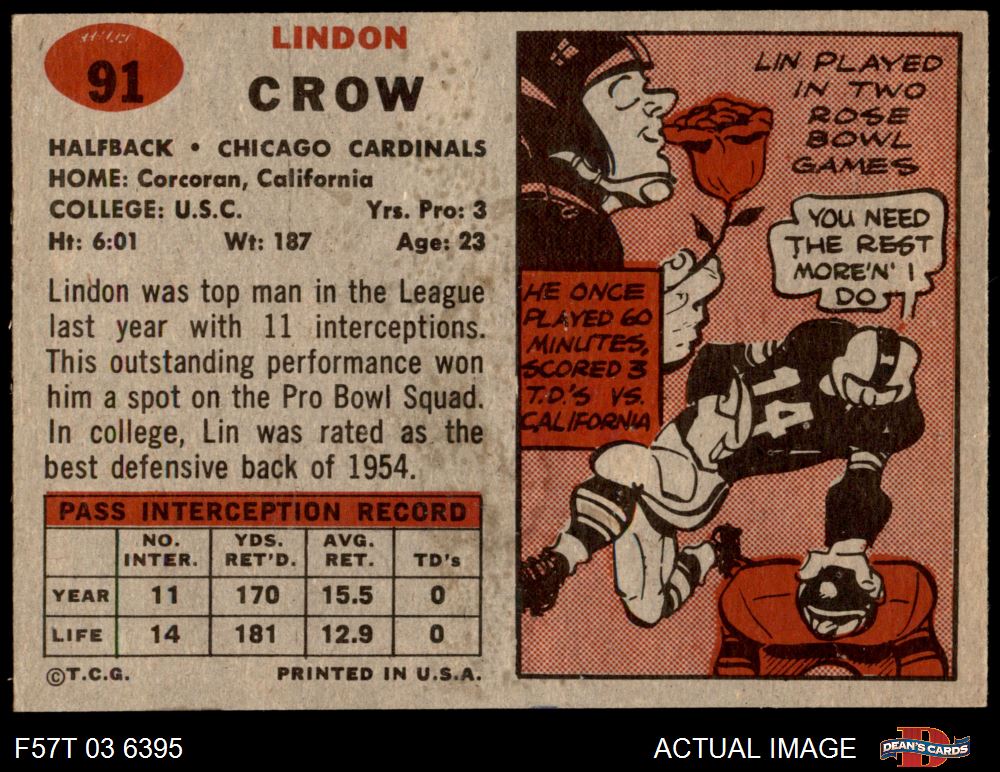 91
LINDON
CROW
HALFBACK • CHICAGO CARDINALS
HOME: Corcoran, California
COLLEGE: U.S.C. Yrs. Pro: 3
Ht: 6:01 Wt: 187 Age: 23
Lindon was top man in the League
last year with 11 interceptions.
This outstanding performance won
him a spot on the Pro Bowl Squad.
In college, Lin was rated as the
best defensive back of 1954.
PASS INTERCEPTION RECORD
NO. INTER. YDS. RET'D. AVG. RET. TD's
YEAR 11 170 15.5 0
LIFE 14 181 12.9 0
©T.C.G. PRINTED IN U.S.A.
LIN PLAYED
IN TWO
ROSE
BOWL
GAMES
YOU NEED
THE REST
MORE'N' I
DO
HE ONCE
PLAYED 60
MINUTES,
SCORED 3
T.D.'S VS.
CALIFORNIA
14
F57T 03 6395 ACTUAL IMAGE DEAN'S CARDS